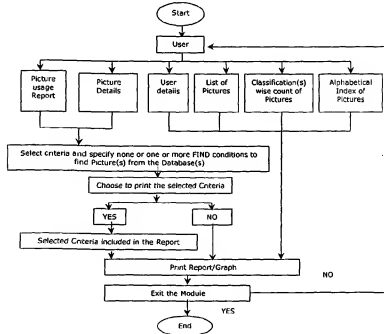 Start
User
Picture
usage
Report
Picture
Details
User
details
List of
Pictures
Classification(s)
wise count of
Pictures
Alphabetical
Index of
Pictures
Select criteria and specify none or one or more FIND conditions to
find Picture(s) from the Database(s)
Choose to print the selected Criteria
YES
NO
Selected Criteria included in the Report
Print Report/Graph
NO
Exit the Module
YES
End